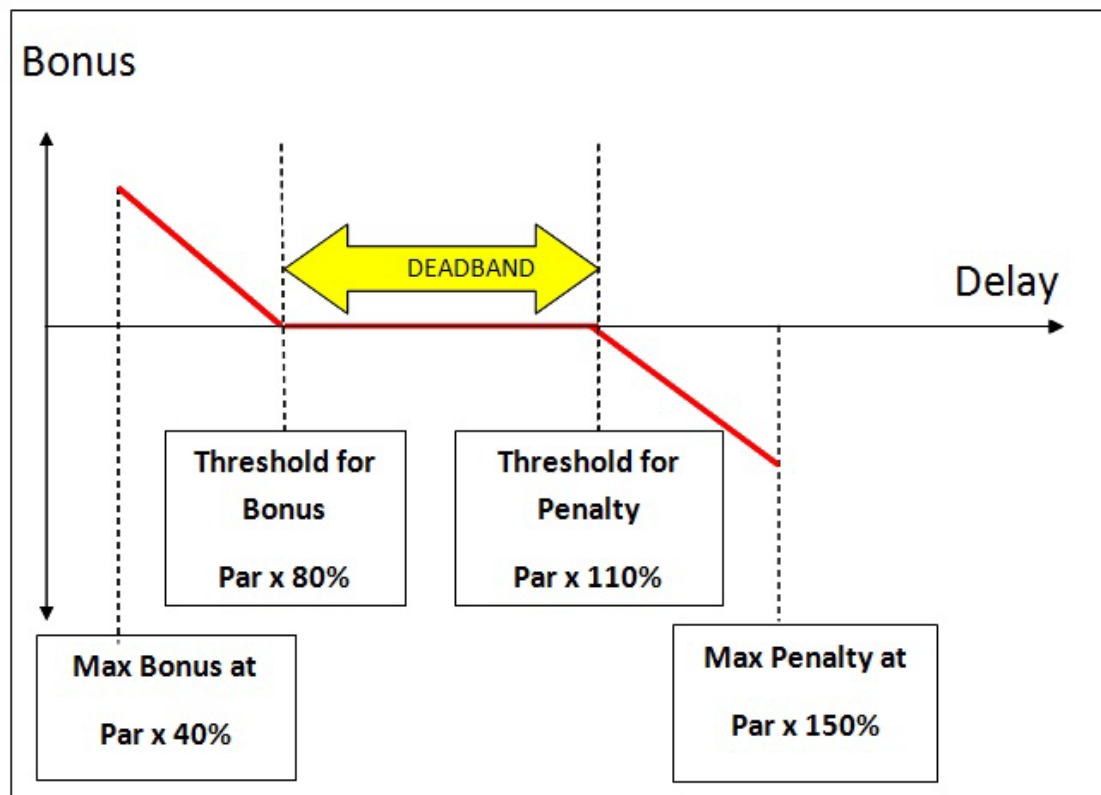 Bonus
DEADBAND
Delay
Threshold for
Bonus
Par x 80%
Threshold for
Penalty
Par x 110%
Max Bonus at
Par x 40%
Max Penalty at
Par x 150%